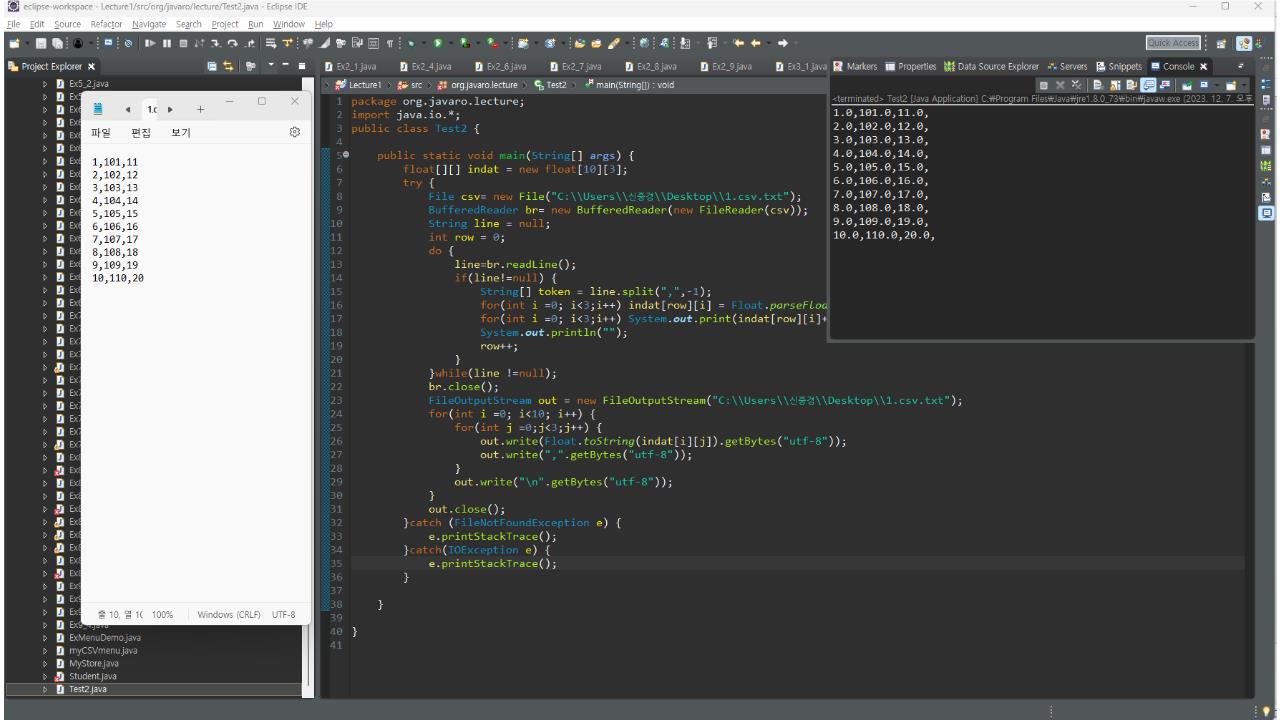 eclipse-workspace - Lecture1/src/org/javaro/lecture/Test2.java - Eclipse IDE
File Edit Source Refactor Navigate Search Project Run Window Help
Quick Access
Project Explorer
Ex5_2.java
ExMenuDemo.java
myCSVmenu.java
MyStore.java
Student.java
Test2.java
파일 편집 보기
1,101,11
2,102,12
3,103,13
4,104,14
5,105,15
6,106,16
7,107,17
8,108,18
9,109,19
10,110,20
100% Windows (CRLF) UTF-8
Ex2_1.java Ex2_4.java Ex2_6.java Ex2_7.java Ex2_8.java Ex2_9.java Ex3_1.java
Lecture1 src org.javaro.lecture Test2 main(String[]) : void
1 package org.javaro.lecture;
2 import java.io.*;
3 public class Test2 {
4
5 public static void main(String[] args) {
6 float[][] indat = new float[10][3];
7 try {
8 File csv= new File("C:\\Users\\신중경\\Desktop\\1.csv.txt");
9 BufferedReader br= new BufferedReader(new FileReader(csv));
10 String line = null;
11 int row = 0;
12 do {
13 line=br.readLine();
14 if(line!=null) {
15 String[] token = line.split(",",-1);
16 for(int i =0; i<3;i++) indat[row][i] = Float.parseFloa
17 for(int i =0; i<3;i++) System.out.print(indat[row][i]+
18 System.out.println("");
19 row++;
20 }
21 }while(line !=null);
22 br.close();
23 FileOutputStream out = new FileOutputStream("C:\\Users\\신중경\\Desktop\\1.csv.txt");
24 for(int i =0; i<10; i++) {
25 for(int j =0;j<3;j++) {
26 out.write(Float.toString(indat[i][j]).getBytes("utf-8"));
27 out.write(",".getBytes("utf-8"));
28 }
29 out.write("\n".getBytes("utf-8"));
30 }
31 out.close();
32 }catch (FileNotFoundException e) {
33 e.printStackTrace();
34 }catch(IOException e) {
35 e.printStackTrace();
36 }
37
38 }
39
40 }
41
Markers Properties Data Source Explorer Servers Snippets Console
<terminated> Test2 [Java Application] C:₩Program Files₩Java₩jre1.8.0_73₩bin₩javaw.exe (2023. 12. 7. 오후
1.0,101.0,11.0,
2.0,102.0,12.0,
3.0,103.0,13.0,
4.0,104.0,14.0,
5.0,105.0,15.0,
6.0,106.0,16.0,
7.0,107.0,17.0,
8.0,108.0,18.0,
9.0,109.0,19.0,
10.0,110.0,20.0,